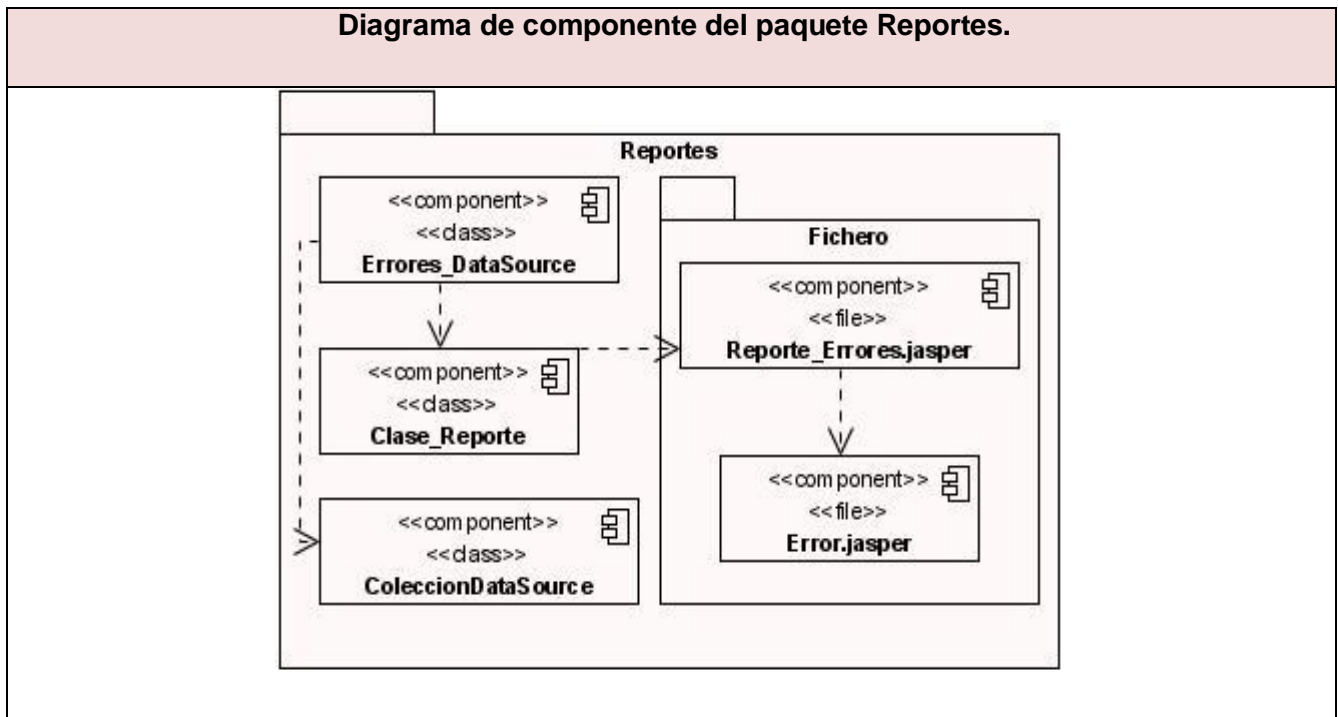 Diagrama de componente del paquete Reportes.
Reportes
<<component>>
<<class>>
Errores_DataSource
<<component>>
<<class>>
Clase_Reporte
<<component>>
<<class>>
ColeccionDataSource
Fichero
<<component>>
<<file>>
Reporte_Errores.jasper
<<component>>
<<file>>
Error.jasper